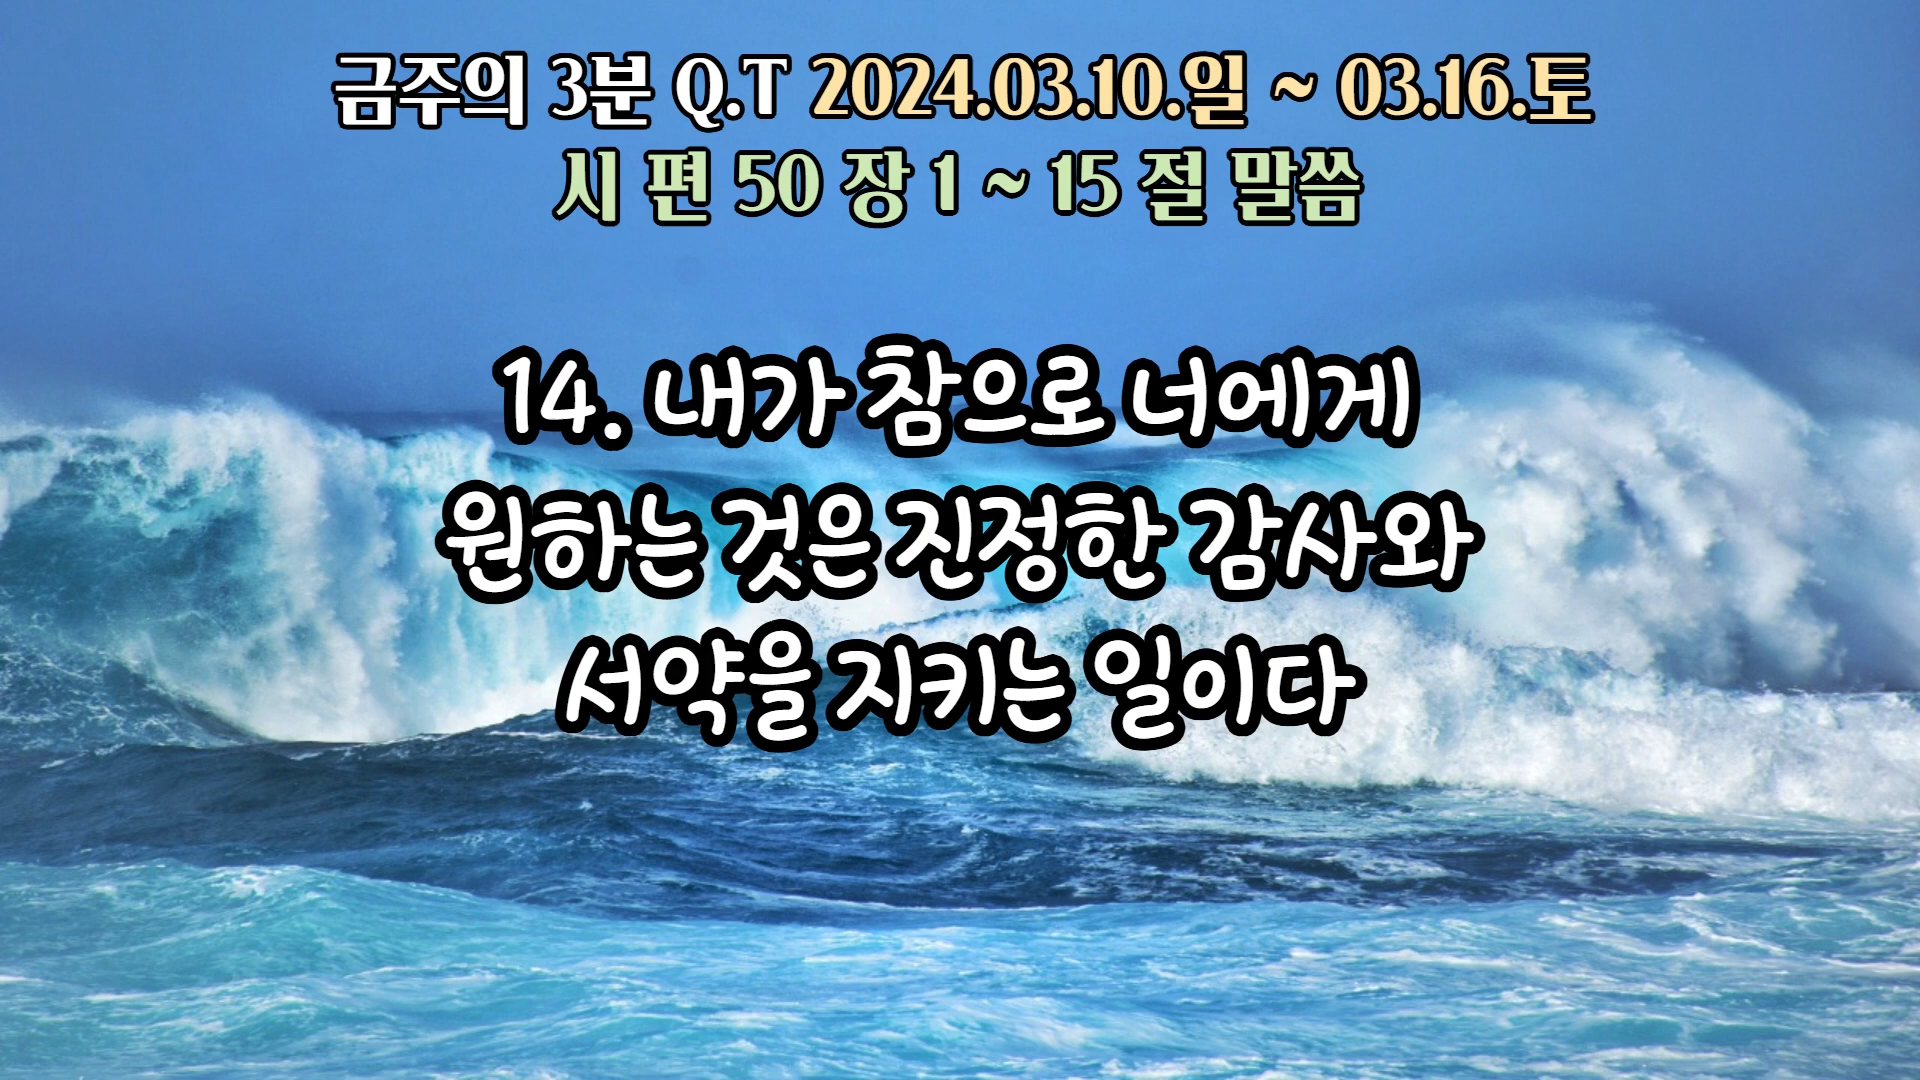 금주의 3분 Q.T 2024.03.10.일 ~ 03.16.토
시 편 50 장 1 ~ 15 절 말씀
14. 내가 참으로 너에게
원하는 것은 진정한 감사와
서약을 지키는 일이다